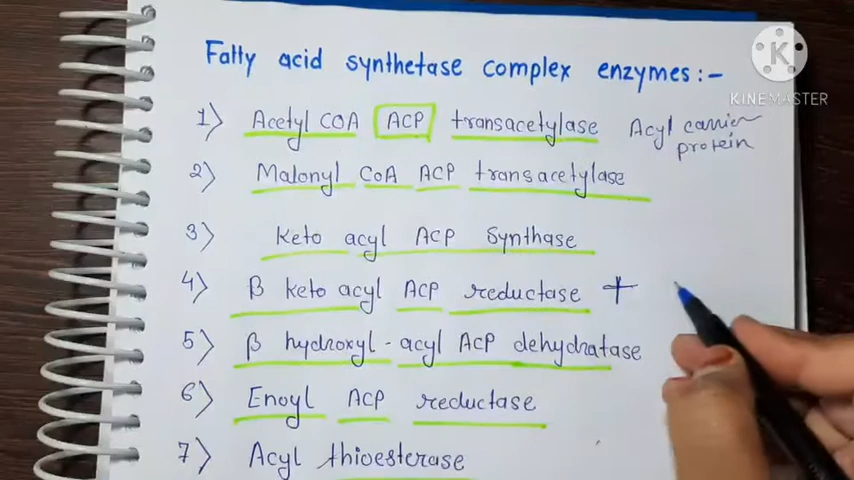 Fatty acid synthetase complex enzymes :-
K
KINEMASTER
1) Acetyl COA ACP transacetylase Acyl carrier
protein
2) Malonyl CoA ACP transacetylase
3) Keto acyl ACP synthase
4) β keto acyl ACP reductase +
5) β hydroxyl - acyl ACP dehydratase
6) Enoyl ACP reductase
7) Acyl thioesterase